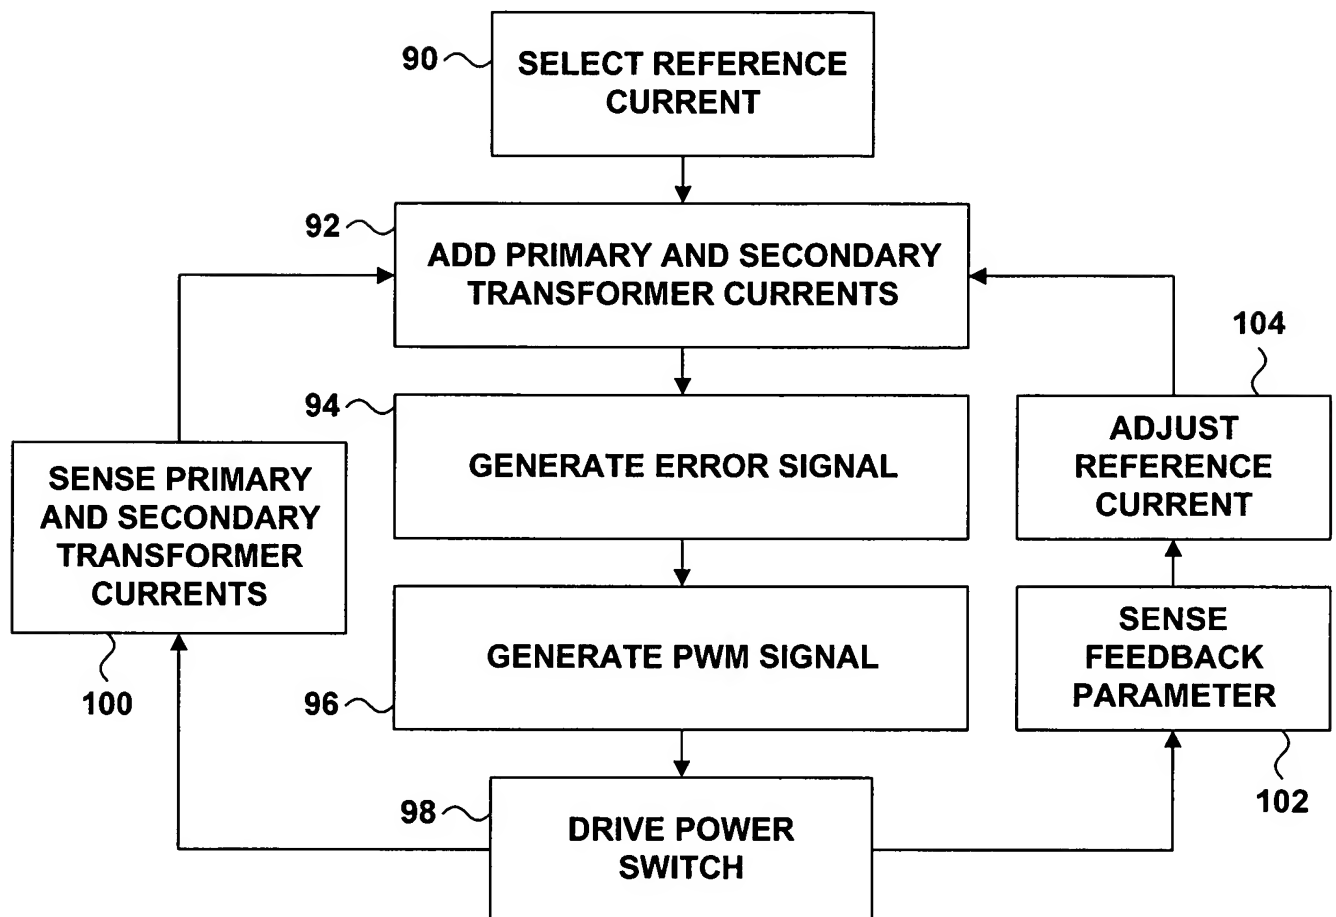 90
SELECT REFERENCE
CURRENT
92
ADD PRIMARY AND SECONDARY
TRANSFORMER CURRENTS
94
GENERATE ERROR SIGNAL
104
ADJUST
REFERENCE
CURRENT
SENSE PRIMARY
AND SECONDARY
TRANSFORMER
CURRENTS
100
GENERATE PWM SIGNAL
96
SENSE
FEEDBACK
PARAMETER
102
98
DRIVE POWER
SWITCH